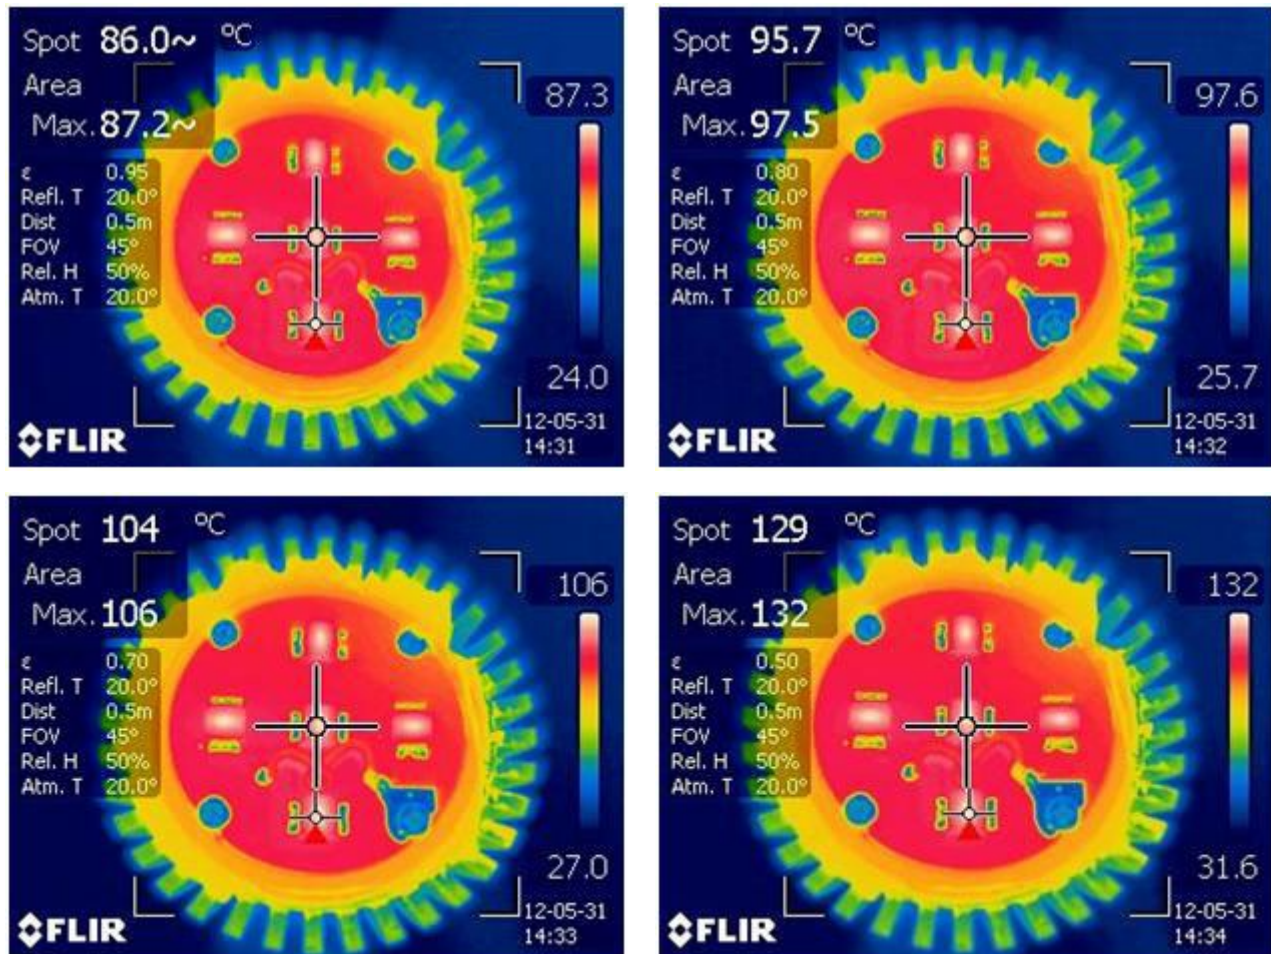 Spot 86.0~ °C
Area
Max. 87.2~
87.3
ε 0.95
Refl. T 20.0°
Dist 0.5m
FOV 45°
Rel. H 50%
Atm. T 20.0°
24.0
12-05-31
14:31
FLIR
Spot 95.7 °C
Area
Max. 97.5
97.6
ε 0.80
Refl. T 20.0°
Dist 0.5m
FOV 45°
Rel. H 50%
Atm. T 20.0°
25.7
12-05-31
14:32
FLIR
Spot 104 °C
Area
Max. 106
106
ε 0.70
Refl. T 20.0°
Dist 0.5m
FOV 45°
Rel. H 50%
Atm. T 20.0°
27.0
12-05-31
14:33
FLIR
Spot 129 °C
Area
Max. 132
132
ε 0.50
Refl. T 20.0°
Dist 0.5m
FOV 45°
Rel. H 50%
Atm. T 20.0°
31.6
12-05-31
14:34
FLIR